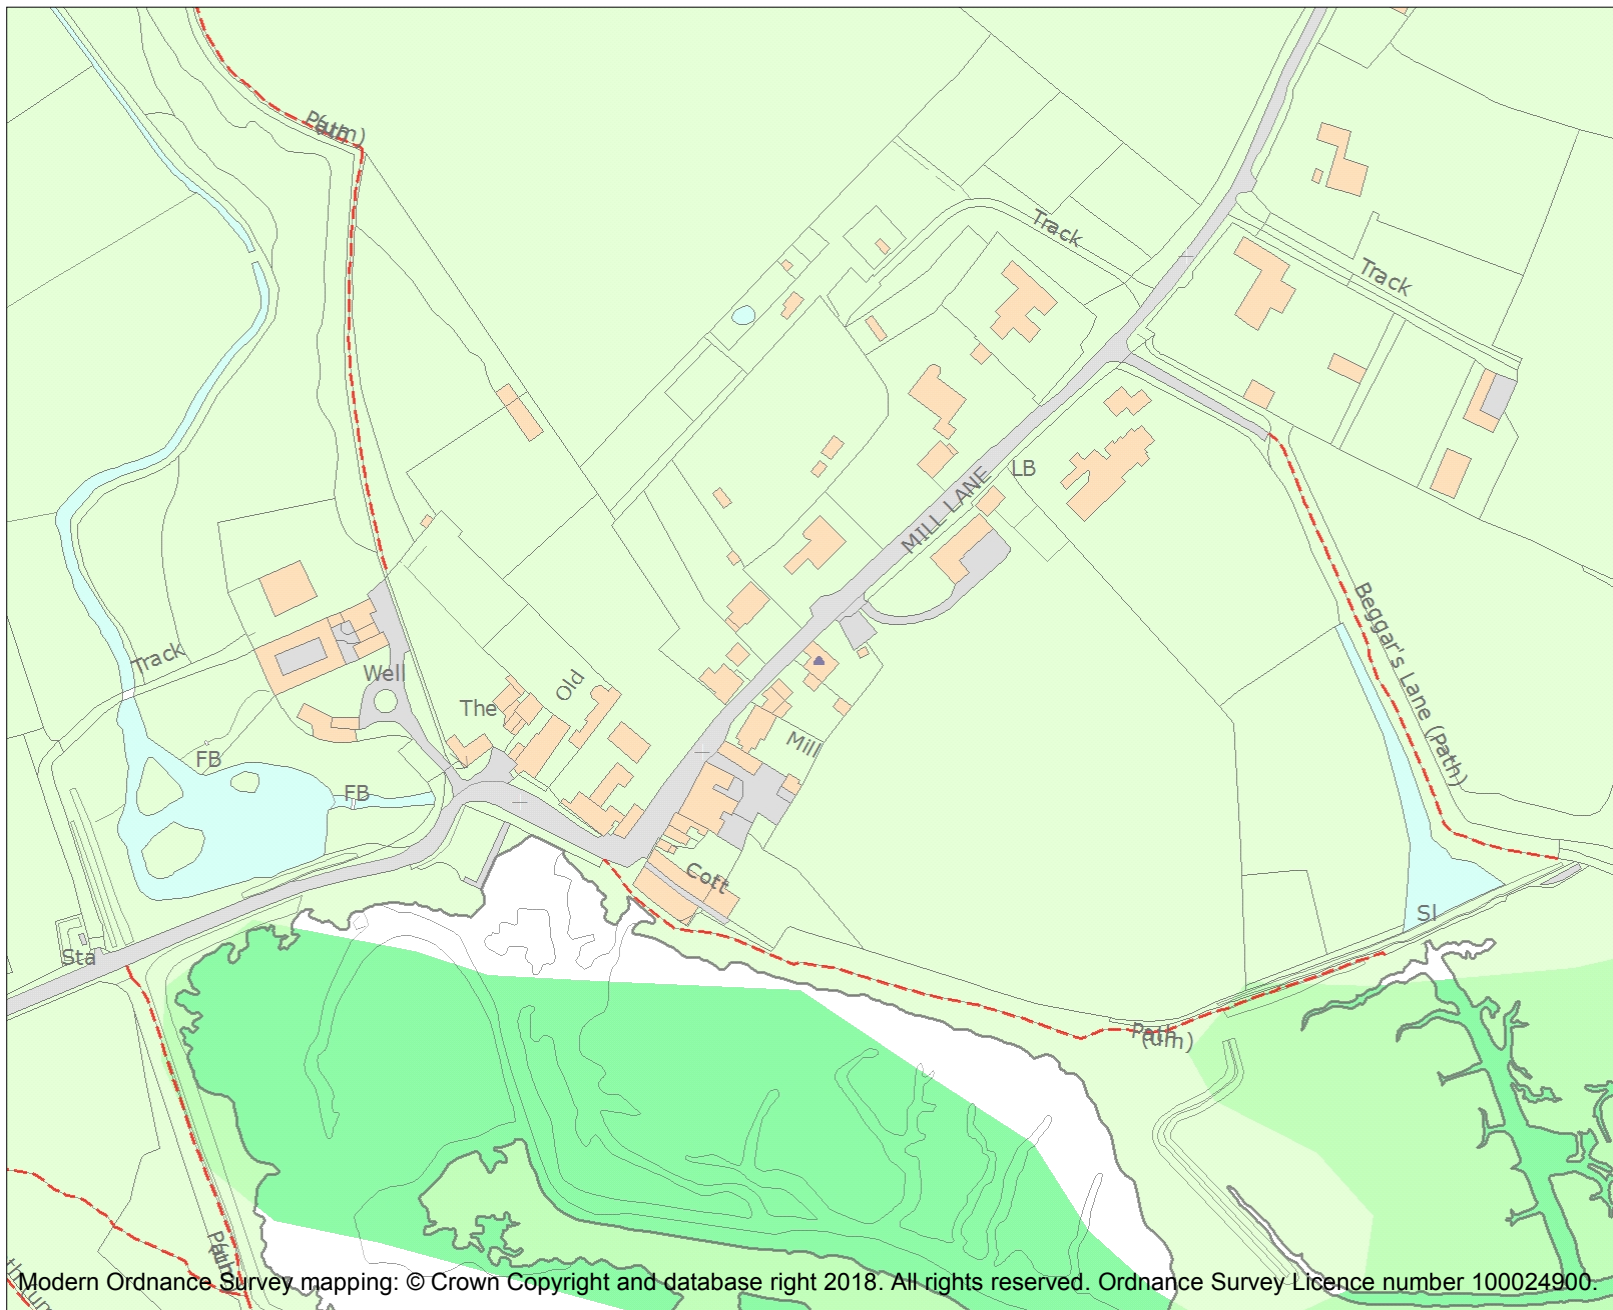 Path
(um)
Track
Track
LB
MILL LANE
Beggar's Lane (Path)
Track
Well
The
Old
Mill
FB
FB
Cott
Sl
Sta
Path
(um)
Path
Modern Ordnance Survey mapping: © Crown Copyright and database right 2018. All rights reserved. Ordnance Survey Licence number 100024900.